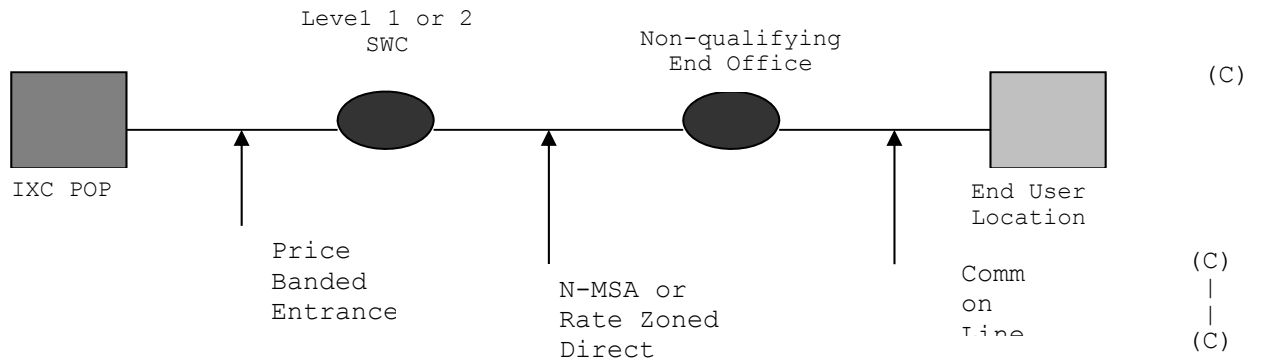 Level 1 or 2
SWC
Non-qualifying
End Office
(C)
IXC POP
End User
Location
Price
Banded
Entrance
N-MSA or
Rate Zoned
Direct
Comm
on
Line
(C)
|
|
(C)